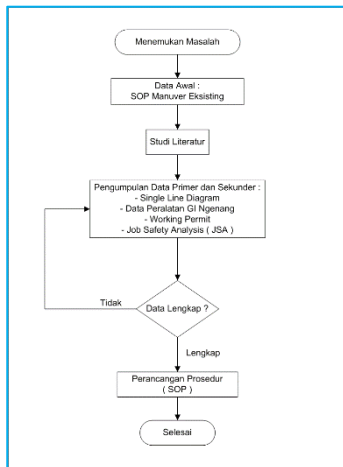 Menemukan Masalah
Data Awal :
SOP Manuver Eksisting
Studi Literatur
Pengumpulan Data Primer dan Sekunder :
- Single Line Diagram
- Data Peralatan GI Ngenang
- Working Permit
- Job Safety Analysis ( JSA )
Tidak
Data Lengkap ?
Lengkap
Perancangan Prosedur
( SOP )
Selesai